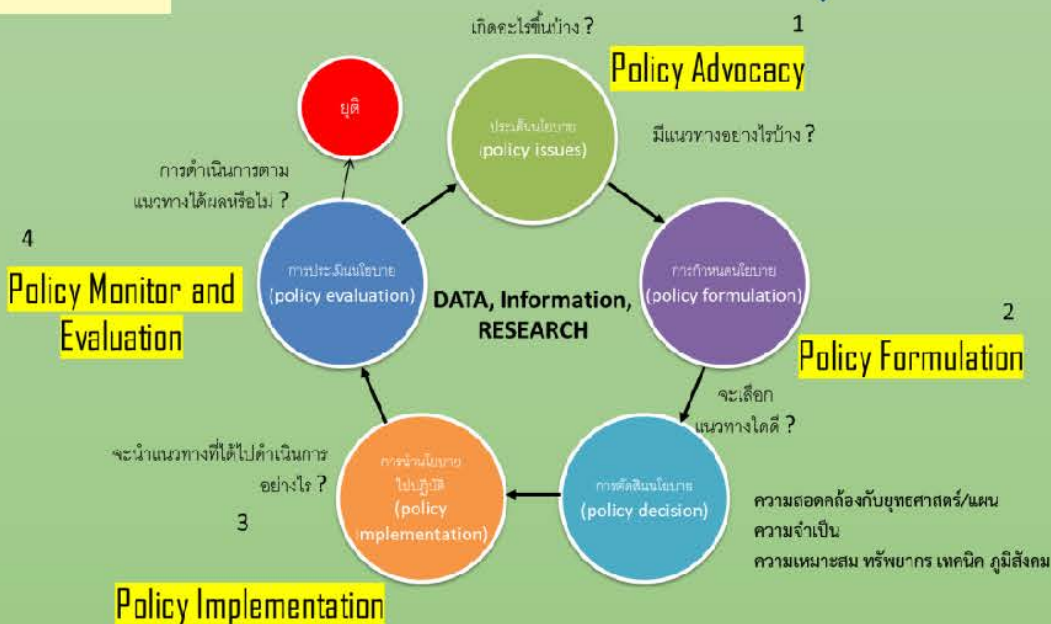 เกิดอะไรขึ้นบ้าง ?
1
Policy Advocacy
ยุติ
ประเด็นนโยบาย
(policy issues)
มีแนวทางอย่างไรบ้าง ?
การดำเนินการตาม
แนวทางได้ผลหรือไม่ ?
4
Policy Monitor and
Evaluation
การประเมินนโยบาย
(policy evaluation)
DATA, Information,
RESEARCH
การกำหนดนโยบาย
(policy formulation)
2
Policy Formulation
จะเลือก
แนวทางใดดี ?
จะนำแนวทางที่ได้ไปดำเนินการ
อย่างไร ?
3
การนำนโยบาย
ไปปฏิบัติ
(policy
implementation)
การตัดสินนโยบาย
(policy decision)
ความสอดคล้องกับยุทธศาสตร์/แผน
ความจำเป็น
ความเหมาะสม ทรัพยากร เทคนิค ภูมิสังคม
Policy Implementation